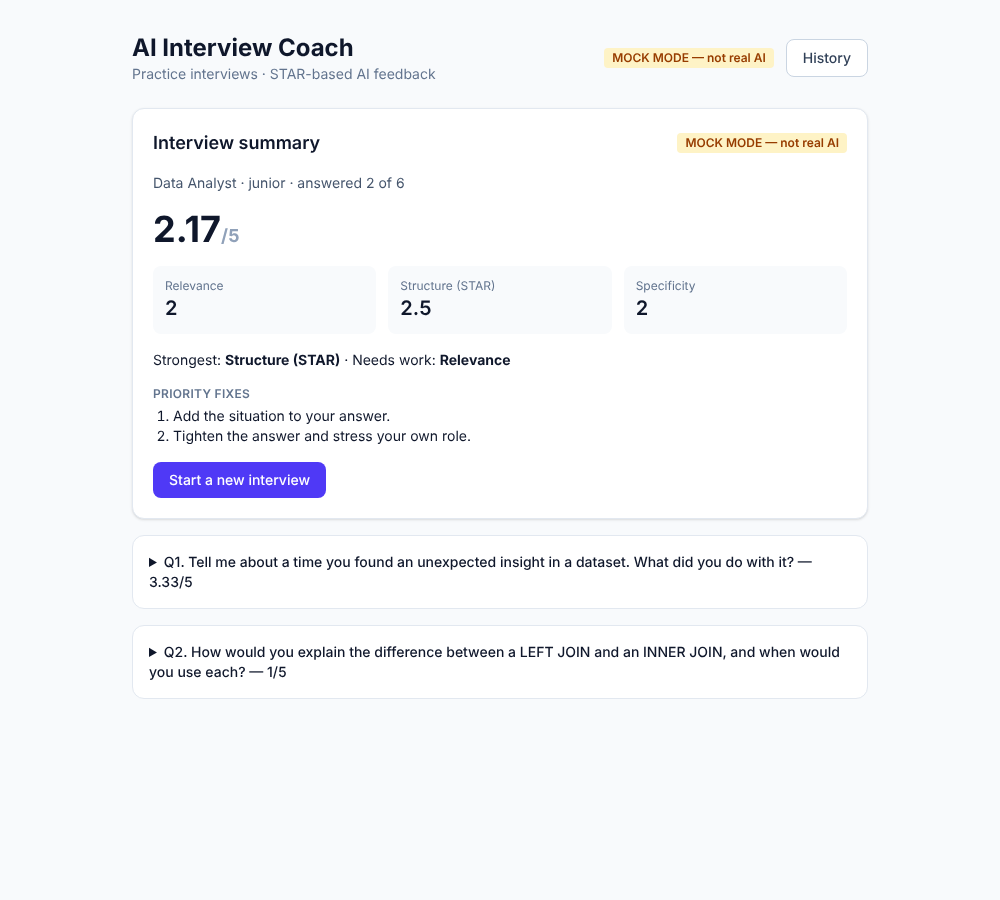 AI Interview Coach
Practice interviews · STAR-based AI feedback
MOCK MODE — not real AI
History
Interview summary
MOCK MODE — not real AI
Data Analyst · junior · answered 2 of 6
2.17/5
Relevance
2
Structure (STAR)
2.5
Specificity
2
Strongest: Structure (STAR) · Needs work: Relevance
PRIORITY FIXES
1. Add the situation to your answer.
2. Tighten the answer and stress your own role.
Start a new interview
Q1. Tell me about a time you found an unexpected insight in a dataset. What did you do with it? —
3.33/5
Q2. How would you explain the difference between a LEFT JOIN and an INNER JOIN, and when would
you use each? — 1/5